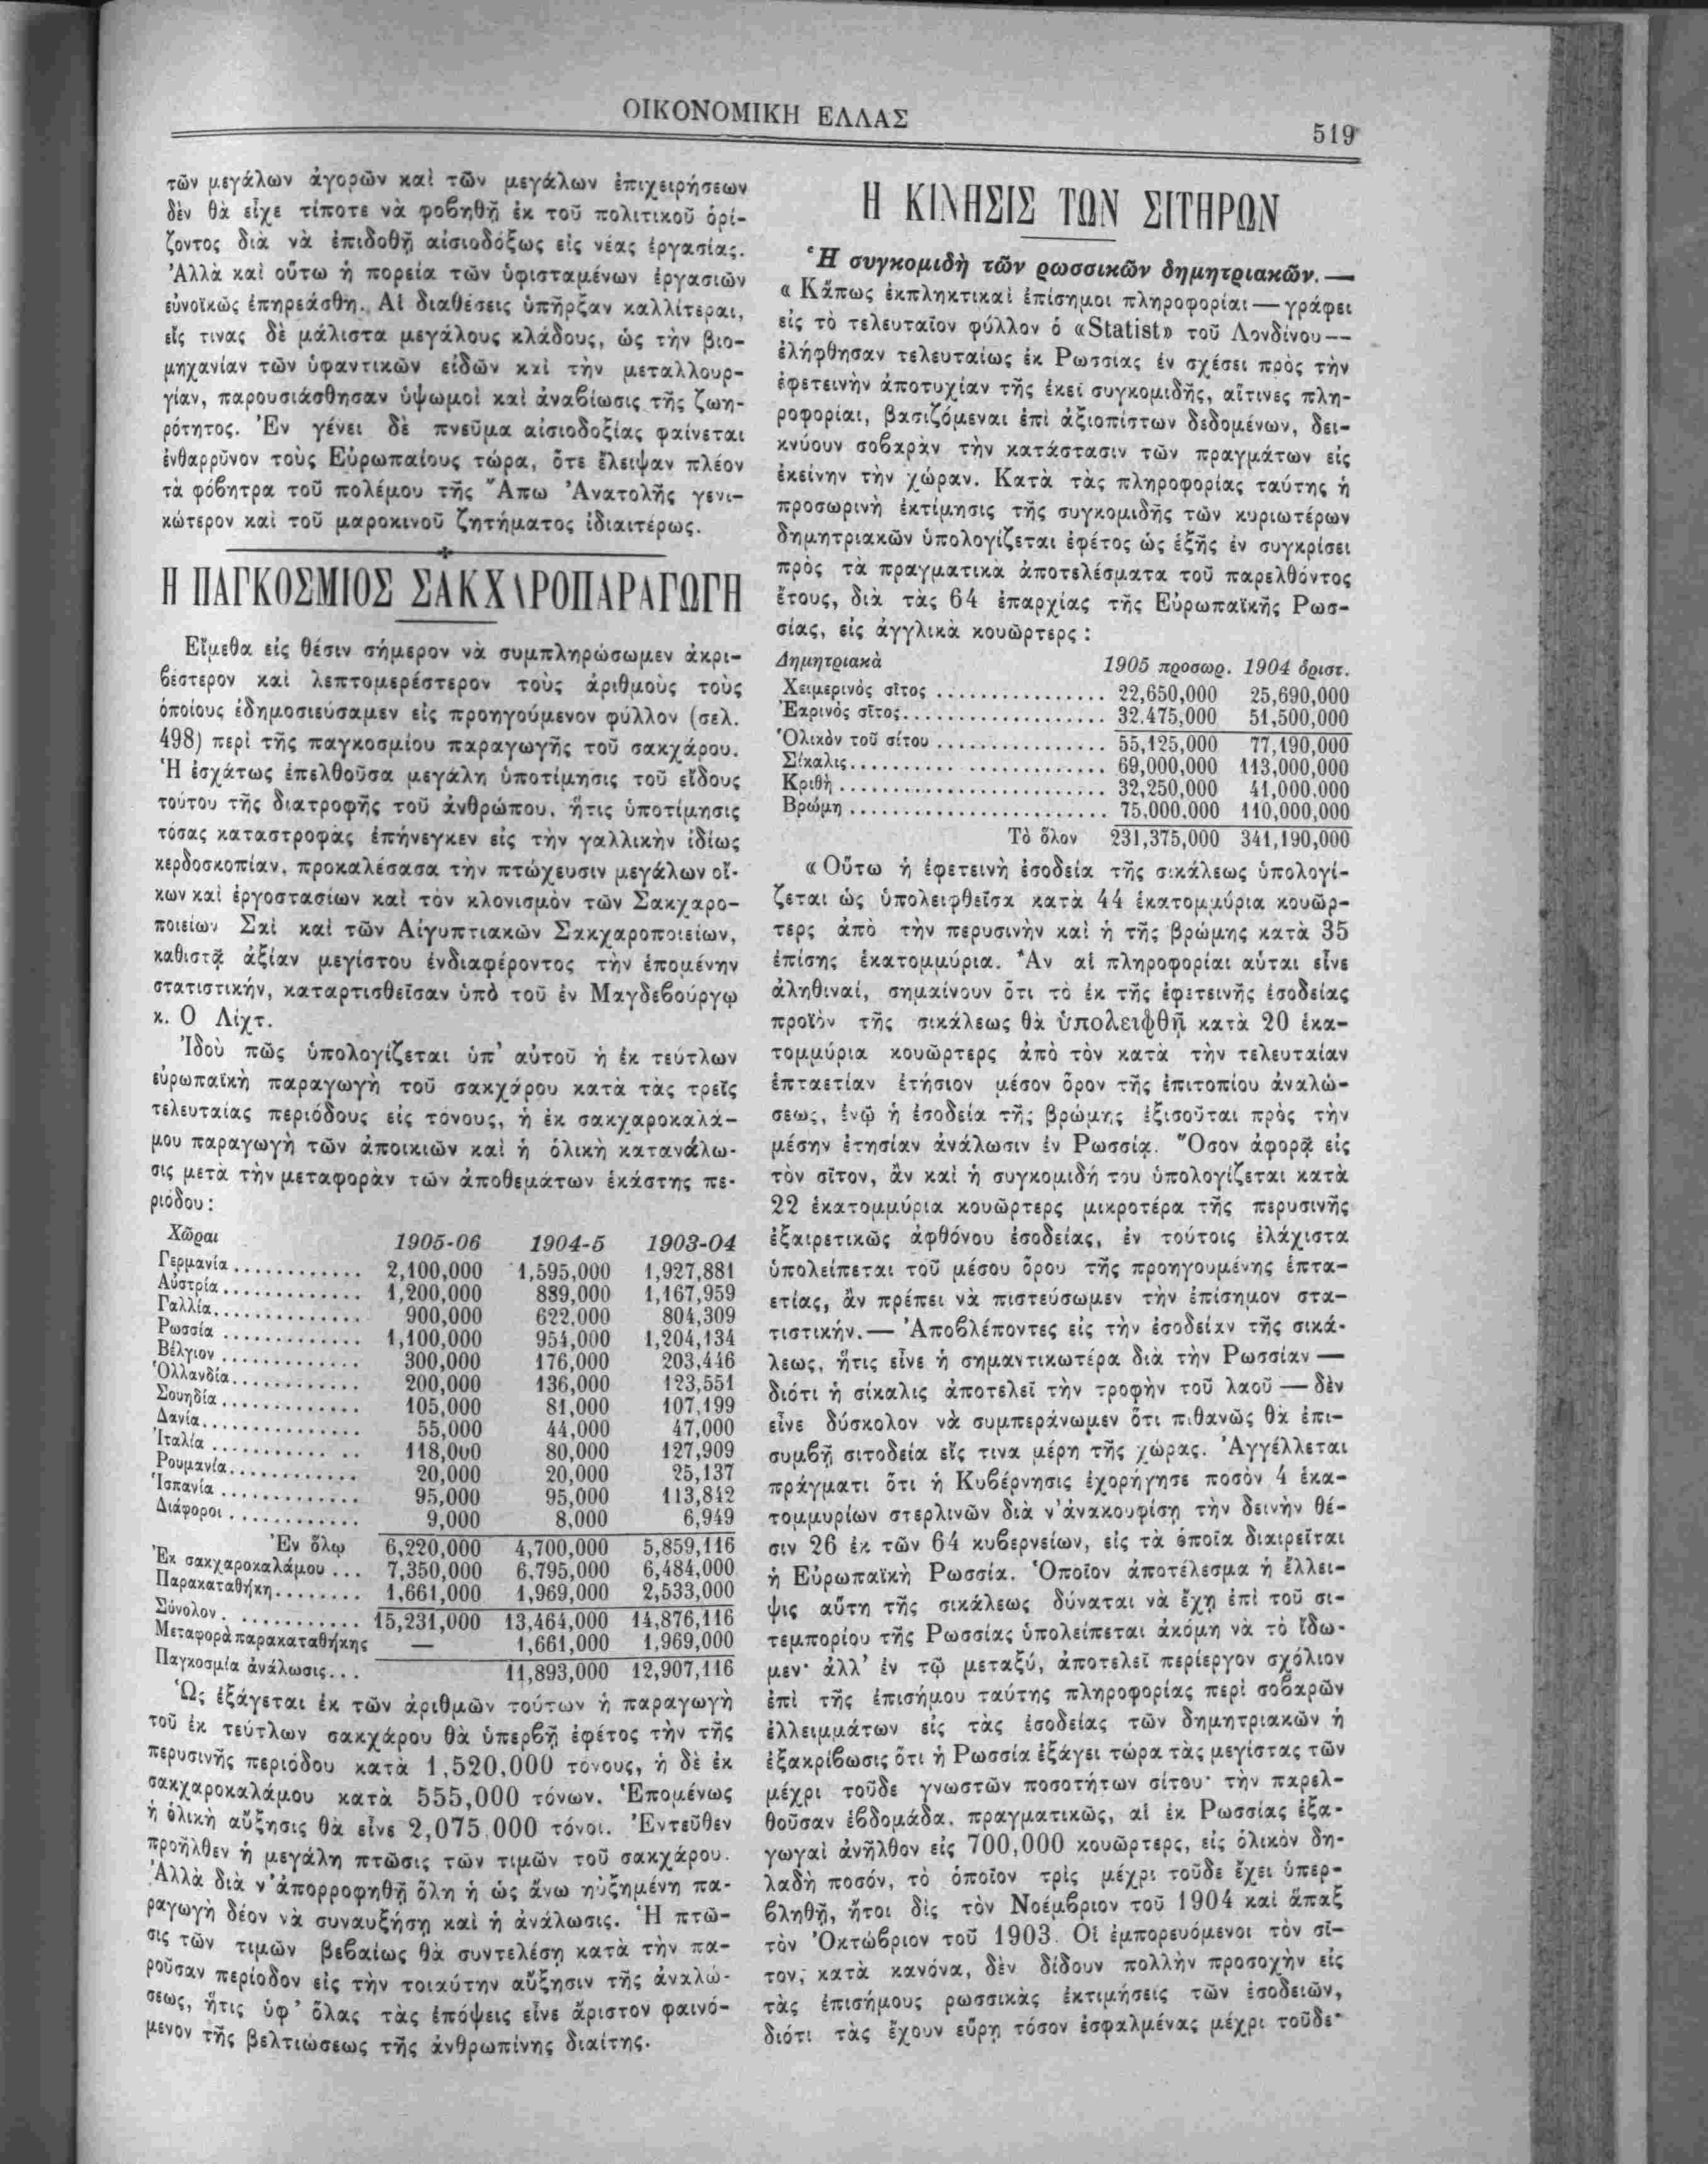 ΟΙΚΟΝΟΜΙΚΗ ΕΛΛΑΣ
519
τῶν μεγάλων ἀγορῶν καὶ τῶν μεγάλων ἐπιχειρήσεων
δὲν θὰ εἶχε τίποτε νὰ φοβηθῇ ἐκ τοῦ πολιτικοῦ ὁρί-
ζοντος διὰ νὰ ἐπιδοθῇ αἰσιοδόξως εἰς νέας ἐργασίας.
Ἀλλὰ καὶ οὕτω ἡ πορεία τῶν ὑφισταμένων ἐργασιῶν
εὐνοϊκῶς ἐπηρεάσθη. Αἱ διαθέσεις ὑπῆρξαν καλλίτεραι,
εἴς τινας δὲ μάλιστα μεγάλους κλάδους, ὡς τὴν βιο-
μηχανίαν τῶν ὑφαντικῶν εἰδῶν καὶ τὴν μεταλλουρ-
γίαν, παρουσιάσθησαν ὑψωμοὶ καὶ ἀναβίωσις τῆς ζωη-
ρότητος. Ἐν γένει δὲ πνεῦμα αἰσιοδοξίας φαίνεται
ἐνθαρρῦνον τοὺς Εὐρωπαίους τώρα, ὅτε ἔλειψαν πλέον
τὰ φόβητρα τοῦ πολέμου τῆς Ἄπω Ἀνατολῆς γενι-
κώτερον καὶ τοῦ μαροκινοῦ ζητήματος ἰδιαιτέρως.
Η ΠΑΓΚΟΣΜΙΟΣ ΣΑΚΧΑΡΟΠΑΡΑΓΩΓΗ
Εἴμεθα εἰς θέσιν σήμερον νὰ συμπληρώσωμεν ἀκρι-
βέστερον καὶ λεπτομερέστερον τοὺς ἀριθμοὺς τοὺς
ὁποίους ἐδημοσιεύσαμεν εἰς προηγούμενον φύλλον (σελ.
498) περὶ τῆς παγκοσμίου παραγωγῆς τοῦ σακχάρου.
Ἡ ἐσχάτως ἐπελθοῦσα μεγάλη ὑποτίμησις τοῦ εἴδους
τούτου τῆς διατροφῆς τοῦ ἀνθρώπου, ἥτις ὑποτίμησις
τόσας καταστροφὰς ἐπήνεγκεν εἰς τὴν γαλλικὴν ἰδίως
κερδοσκοπίαν, προκαλέσασα τὴν πτώχευσιν μεγάλων οἴ-
κων καὶ ἐργοστασίων καὶ τὸν κλονισμὸν τῶν Σακχαρο-
ποιείων Σαὶ καὶ τῶν Αἰγυπτιακῶν Σακχαροποιείων,
καθιστᾷ ἀξίαν μεγίστου ἐνδιαφέροντος τὴν ἑπομένην
στατιστικήν, καταρτισθεῖσαν ὑπὸ τοῦ ἐν Μαγδεβούργῳ
κ. Ο Λίχτ.
Ἰδοὺ πῶς ὑπολογίζεται ὑπ' αὐτοῦ ἡ ἐκ τεύτλων
εὐρωπαϊκὴ παραγωγὴ τοῦ σακχάρου κατὰ τὰς τρεῖς
τελευταίας περιόδους εἰς τόνους, ἡ ἐκ σακχαροκαλά-
μου παραγωγὴ τῶν ἀποικιῶν καὶ ἡ ὁλικὴ κατανάλω-
σις μετὰ τὴν μεταφορὰν τῶν ἀποθεμάτων ἑκάστης πε-
ριόδου:
Χῶραι 1905-06 1904-5 1903-04
Γερμανία ............ 2,100,000 1,595,000 1,927,881
Αὐστρία ............. 1,200,000 889,000 1,167,959
Γαλλία.............. 900,000 622,000 804,309
Ρωσσία ............. 1,100,000 954,000 1,204,134
Βέλγιον ............. 300,000 176,000 203,446
Ὁλλανδία............ 200,000 136,000 123,551
Σουηδία ............. 105,000 81,000 107,199
Δανία............... 55,000 44,000 47,000
Ἰταλία ............ 118,000 80,000 127,909
Ρουμανία............ 20,000 20,000 25,137
Ἱσπανία ............. 95,000 95,000 113,842
Διάφοροι ............ 9,000 8,000 6,949
Ἐν ὅλῳ 6,220,000 4,700,000 5,859,116
Ἐκ σακχαροκαλάμου ... 7,350,000 6,795,000 6,484,000
Παρακαταθήκη........ 1,661,000 1,969,000 2,533,000
Σύνολον. ........... 15,231,000 13,464,000 14,876,116
Μεταφορὰ παρακαταθήκης — 1,661,000 1,969,000
Παγκοσμία ἀνάλωσις... 11,893,000 12,907,116
Ὡς ἐξάγεται ἐκ τῶν ἀριθμῶν τούτων ἡ παραγωγὴ
τοῦ ἐκ τεύτλων σακχάρου θὰ ὑπερβῇ ἐφέτος τὴν τῆς
περυσινῆς περιόδου κατὰ 1,520,000 τόνους, ἡ δὲ ἐκ
σακχαροκαλάμου κατὰ 555,000 τόνων. Ἑπομένως
ἡ ὁλικὴ αὔξησις θὰ εἶνε 2,075,000 τόνοι. Ἐντεῦθεν
προῆλθεν ἡ μεγάλη πτῶσις τῶν τιμῶν τοῦ σακχάρου.
Ἀλλὰ διὰ ν' ἀπορροφηθῇ ὅλη ἡ ὡς ἄνω ηὐξημένη πα-
ραγωγὴ δέον νὰ συναυξήσῃ καὶ ἡ ἀνάλωσις. Ἡ πτῶ-
σις τῶν τιμῶν βεβαίως θὰ συντελέσῃ κατὰ τὴν πα-
ροῦσαν περίοδον εἰς τὴν τοιαύτην αὔξησιν τῆς ἀναλώ-
σεως, ἥτις ὑφ' ὅλας τὰς ἐπόψεις εἶνε ἄριστον φαινό-
μενον τῆς βελτιώσεως τῆς ἀνθρωπίνης διαίτης.
Η ΚΙΝΗΣΙΣ ΤΩΝ ΣΙΤΗΡΩΝ
Ἡ συγκομιδὴ τῶν ρωσσικῶν δημητριακῶν.—
« Κάπως ἐκπληκτικαὶ ἐπίσημοι πληροφορίαι — γράφει
εἰς τὸ τελευταῖον φύλλον ὁ «Statist» τοῦ Λονδίνου —
ἐλήφθησαν τελευταίως ἐκ Ρωσσίας ἐν σχέσει πρὸς τὴν
ἐφετεινὴν ἀποτυχίαν τῆς ἐκεῖ συγκομιδῆς, αἵτινες πλη-
ροφορίαι, βασιζόμεναι ἐπὶ ἀξιοπίστων δεδομένων, δει-
κνύουν σοβαρὰν τὴν κατάστασιν τῶν πραγμάτων εἰς
ἐκείνην τὴν χώραν. Κατὰ τὰς πληροφορίας ταύτης ἡ
προσωρινὴ ἐκτίμησις τῆς συγκομιδῆς τῶν κυριωτέρων
δημητριακῶν ὑπολογίζεται ἐφέτος ὡς ἑξῆς ἐν συγκρίσει
πρὸς τὰ πραγματικὰ ἀποτελέσματα τοῦ παρελθόντος
ἔτους, διὰ τὰς 64 ἐπαρχίας τῆς Εὐρωπαϊκῆς Ρωσ-
σίας, εἰς ἀγγλικὰ κουῶρτερς :
Δημητριακὰ 1905 προσωρ. 1904 ὁριστ.
Χειμερινὸς σῖτος ................ 22,650,000 25,690,000
Ἐαρινὸς σῖτος.................... 32.475,000 51,500,000
Ὁλικὸν τοῦ σίτου ................ 55,125,000 77,190,000
Σίκαλις.......................... 69,000,000 113,000,000
Κριθὴ ........................... 32,250,000 41,000,000
Βρώμη .......................... 75.000.000 110,000,000
Τὸ ὅλον 231,375,000 341,190,000
« Οὕτω ἡ ἐφετεινὴ ἐσοδεία τῆς σικάλεως ὑπολογί-
ζεται ὡς ὑπολειφθεῖσα κατὰ 44 ἑκατομμύρια κουῶρ-
τερς ἀπὸ τὴν περυσινὴν καὶ ἡ τῆς βρώμης κατὰ 35
ἐπίσης ἑκατομμύρια. Ἂν αἱ πληροφορίαι αὗται εἶνε
ἀληθιναί, σημαίνουν ὅτι τὸ ἐκ τῆς ἐφετεινῆς ἐσοδείας
προϊὸν τῆς σικάλεως θὰ ὑπολειφθῇ κατὰ 20 ἑκα-
τομμύρια κουῶρτερς ἀπὸ τὸν κατὰ τὴν τελευταίαν
ἑπταετίαν ἐτήσιον μέσον ὅρον τῆς ἐπιτοπίου ἀναλώ-
σεως, ἐνῷ ἡ ἐσοδεία τῆς βρώμης ἐξισοῦται πρὸς τὴν
μέσην ἐτησίαν ἀνάλωσιν ἐν Ρωσσίᾳ. Ὅσον ἀφορᾷ εἰς
τὸν σῖτον, ἂν καὶ ἡ συγκομιδή του ὑπολογίζεται κατὰ
22 ἑκατομμύρια κουῶρτερς μικροτέρα τῆς περυσινῆς
ἐξαιρετικῶς ἀφθόνου ἐσοδείας, ἐν τούτοις ἐλάχιστα
ὑπολείπεται τοῦ μέσου ὅρου τῆς προηγουμένης ἑπτα-
ετίας, ἂν πρέπει νὰ πιστεύσωμεν τὴν ἐπίσημον στα-
τιστικήν.— Ἀποβλέποντες εἰς τὴν ἐσοδείαν τῆς σικά-
λεως, ἥτις εἶνε ἡ σημαντικωτέρα διὰ τὴν Ρωσσίαν —
διότι ἡ σίκαλις ἀποτελεῖ τὴν τροφὴν τοῦ λαοῦ — δὲν
εἶνε δύσκολον νὰ συμπεράνωμεν ὅτι πιθανῶς θὰ ἐπι-
συμβῇ σιτοδεία εἴς τινα μέρη τῆς χώρας. Ἀγγέλλεται
πράγματι ὅτι ἡ Κυβέρνησις ἐχορήγησε ποσὸν 4 ἑκα-
τομμυρίων στερλινῶν διὰ ν' ἀνακουφίσῃ τὴν δεινὴν θέ-
σιν 26 ἐκ τῶν 64 κυβερνείων, εἰς τὰ ὁποῖα διαιρεῖται
ἡ Εὐρωπαϊκὴ Ρωσσία. Ὁποῖον ἀποτέλεσμα ἡ ἔλλει-
ψις αὕτη τῆς σικάλεως δύναται νὰ ἔχῃ ἐπὶ τοῦ σι-
τεμπορίου τῆς Ρωσσίας ὑπολείπεται ἀκόμη νὰ τὸ ἴδω-
μεν· ἀλλ' ἐν τῷ μεταξύ, ἀποτελεῖ περίεργον σχόλιον
ἐπὶ τῆς ἐπισήμου ταύτης πληροφορίας περὶ σοβαρῶν
ἐλλειμμάτων εἰς τὰς ἐσοδείας τῶν δημητριακῶν ἡ
ἐξακρίβωσις ὅτι ἡ Ρωσσία ἐξάγει τώρα τὰς μεγίστας τῶν
μέχρι τοῦδε γνωστῶν ποσοτήτων σίτου· τὴν παρελ-
θοῦσαν ἑβδομάδα, πραγματικῶς, αἱ ἐκ Ρωσσίας ἐξα-
γωγαὶ ἀνῆλθον εἰς 700,000 κουῶρτερς, εἰς ὁλικὸν δη-
λαδὴ ποσόν, τὸ ὁποῖον τρὶς μέχρι τοῦδε ἔχει ὑπερ-
βληθῇ, ἤτοι δὶς τὸν Νοέμβριον τοῦ 1904 καὶ ἅπαξ
τὸν Ὀκτώβριον τοῦ 1903. Οἱ ἐμπορευόμενοι τὸν σῖ-
τον, κατὰ κανόνα, δὲν δίδουν πολλὴν προσοχὴν εἰς
τὰς ἐπισήμους ρωσσικὰς ἐκτιμήσεις τῶν ἐσοδειῶν,
διότι τὰς ἔχουν εὕρῃ τόσον ἐσφαλμένας μέχρι τοῦδε·